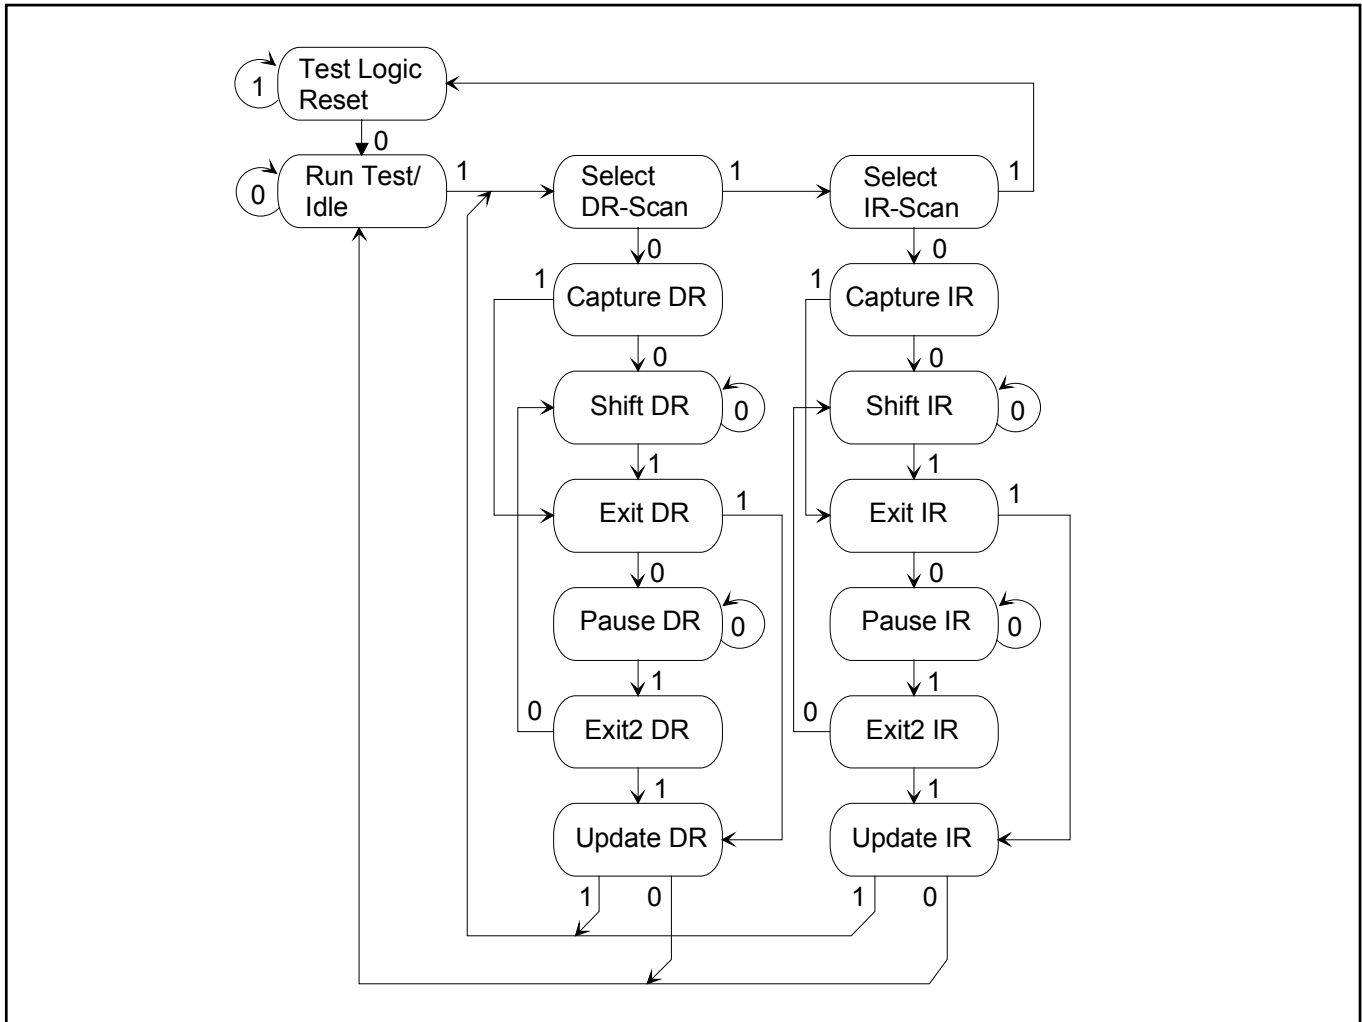 Test Logic
Reset
1
0
Run Test/
Idle
0
1
Select
DR-Scan
1
Select
IR-Scan
1
0
0
1
Capture DR
1
Capture IR
0
0
Shift DR
0
Shift IR
0
1
1
Exit DR
1
Exit IR
1
0
0
Pause DR
0
Pause IR
0
1
1
0
Exit2 DR
0
Exit2 IR
1
1
Update DR
Update IR
1
0
1
0